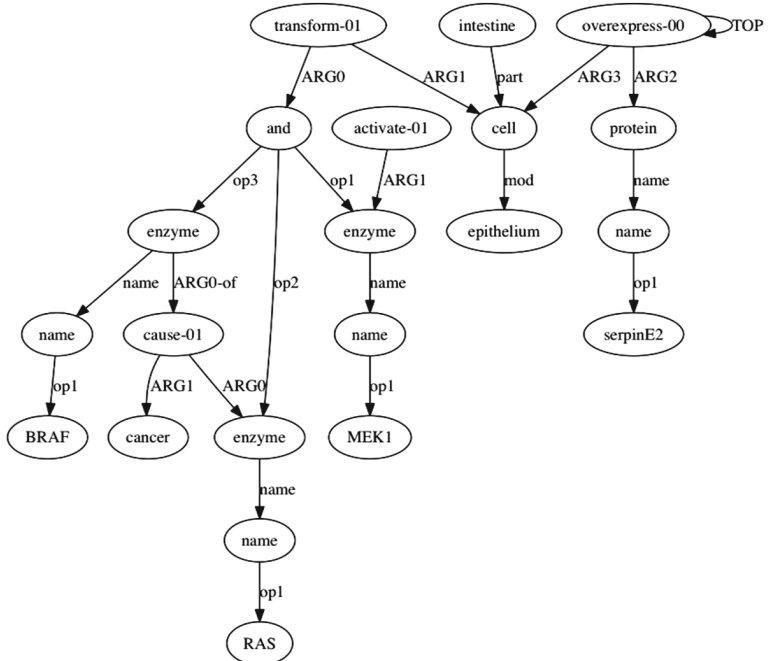 transform-01 intestine overexpress-00 TOP
ARG0 ARG1 part ARG3 ARG2
and activate-01 cell protein
op3 op1 ARG1 mod name
enzyme enzyme epithelium name
name ARG0-of op2 name op1
name cause-01 name serpinE2
op1 ARG1 ARG0 op1
BRAF cancer enzyme MEK1
name
name
op1
RAS